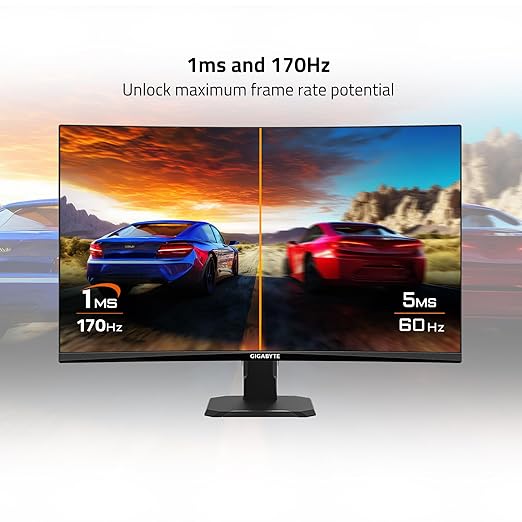 1ms and 170Hz
Unlock maximum frame rate potential
1MS
170HZ
5MS
60HZ
GIGABYTE